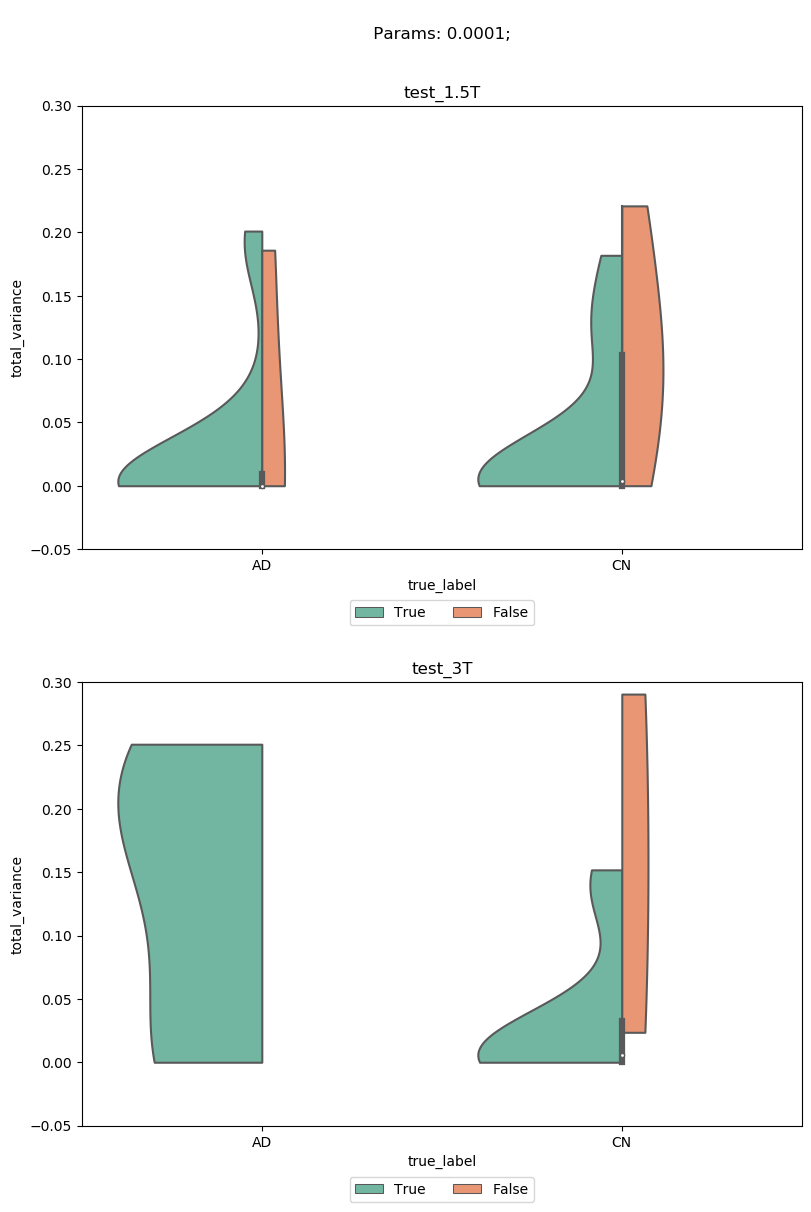 Params: 0.0001;
test_1.5T
0.30
0.25
0.20
0.15
0.10
0.05
0.00
−0.05
total_variance
AD CN
true_label
True False
test_3T
0.30
0.25
0.20
0.15
0.10
0.05
0.00
−0.05
total_variance
AD CN
true_label
True False